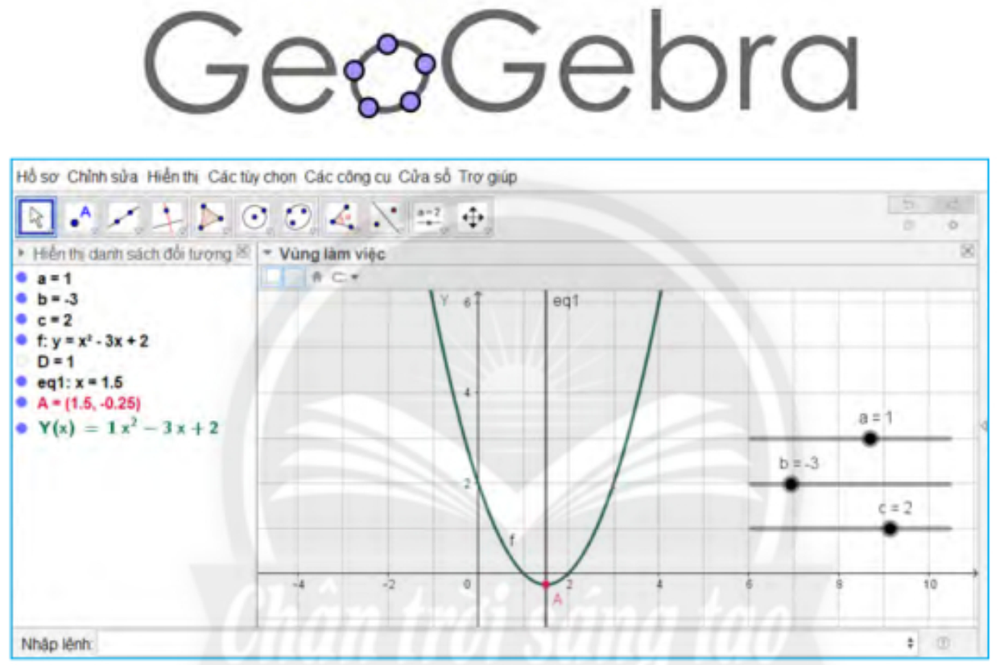 GeoGebra
Hồ sơ Chỉnh sửa Hiển thị Các tùy chọn Các công cụ Cửa sổ Trợ giúp
A
a=2
Hiển thị danh sách đối tượng
Vùng làm việc
a = 1
b = -3
c = 2
f: y = x² - 3x + 2
D = 1
eq1: x = 1.5
A = (1.5, -0.25)
Y(x) = 1 x² − 3 x + 2
Y
6
eq1
4
a = 1
b = -3
2
c = 2
f
-4
-2
0
2
4
6
8
10
A
Chân trời sáng tạo
Nhập lệnh: